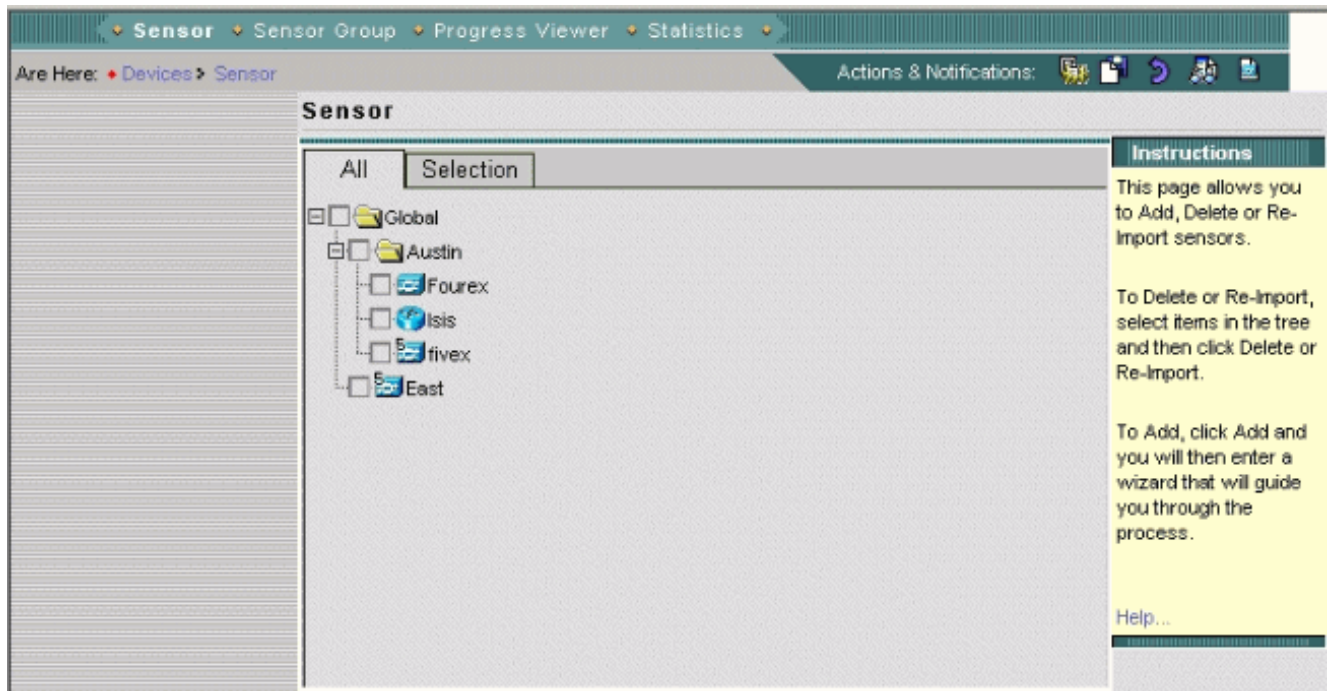 Sensor Sensor Group Progress Viewer Statistics
Are Here: Devices > Sensor
Actions & Notifications:
Sensor
All
Selection
Global
Austin
Fourex
Isis
5 fivex
5 East
Instructions
This page allows you
to Add, Delete or Re-
Import sensors.
To Delete or Re-Import,
select items in the tree
and then click Delete or
Re-Import.
To Add, click Add and
you will then enter a
wizard that will guide
you through the
process.
Help...